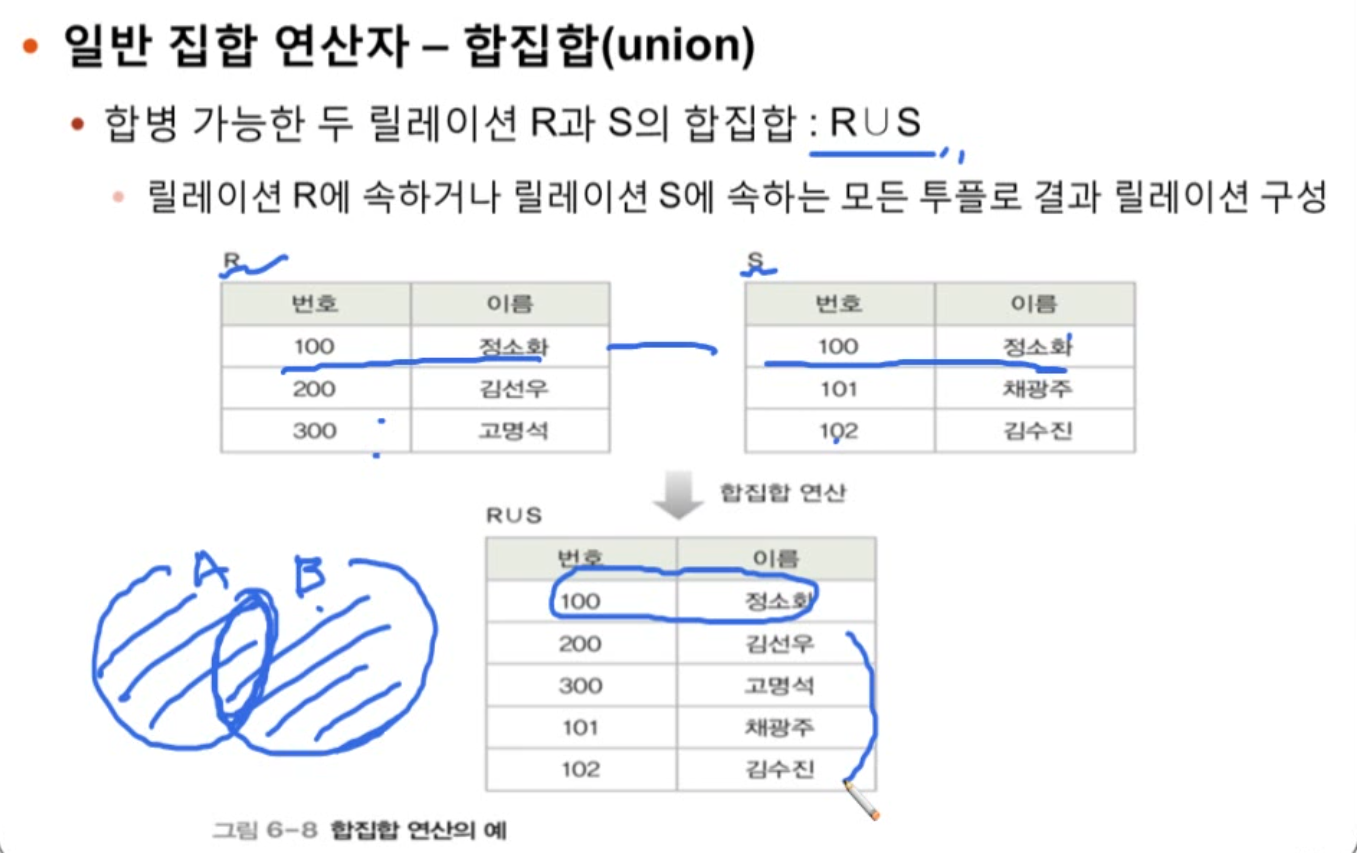 • 일반 집합 연산자 – 합집합(union)
• 합병 가능한 두 릴레이션 R과 S의 합집합 : R∪S
• 릴레이션 R에 속하거나 릴레이션 S에 속하는 모든 투플로 결과 릴레이션 구성
R
번호 이름
100 정소화
200 김선우
300 고명석
S
번호 이름
100 정소화
101 채광주
102 김수진
합집합 연산
R∪S
번호 이름
100 정소화
200 김선우
300 고명석
101 채광주
102 김수진
A B
그림 6-8 합집합 연산의 예